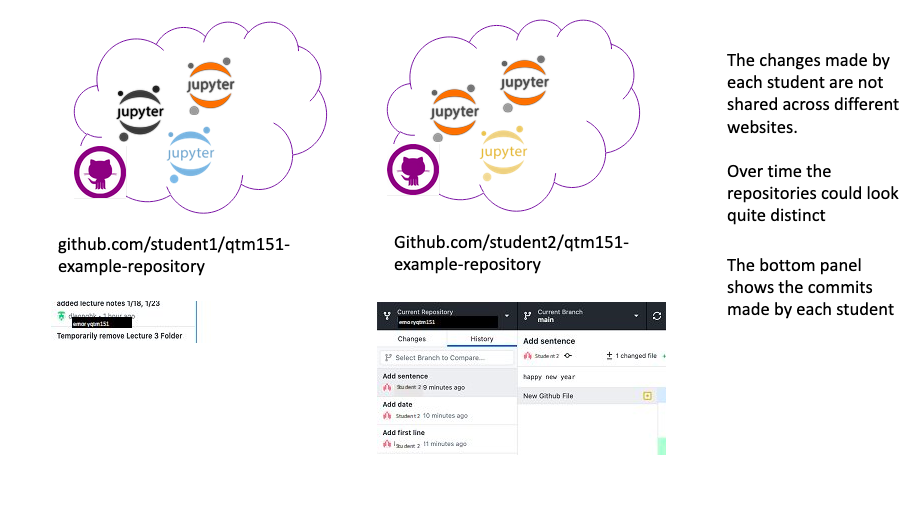 jupyter
jupyter
jupyter
github.com/student1/qtm151-
example-repository
added lecture notes 1/18, 1/23
1 hour ago
emoryqtm151
Temporarily remove Lecture 3 Folder
jupyter
jupyter
jupyter
Github.com/student2/qtm151-
example-repository
Current Repository
emoryqtm151
Current Branch
main
Changes
History
Select Branch to Compare...
Add sentence
Student 2 9 minutes ago
Add date
Student 2 10 minutes ago
Add first line
Student 2 11 minutes ago
Add sentence
Student 2
1 changed file
happy new year
New Github File
The changes made by
each student are not
shared across different
websites.
Over time the
repositories could look
quite distinct
The bottom panel
shows the commits
made by each student